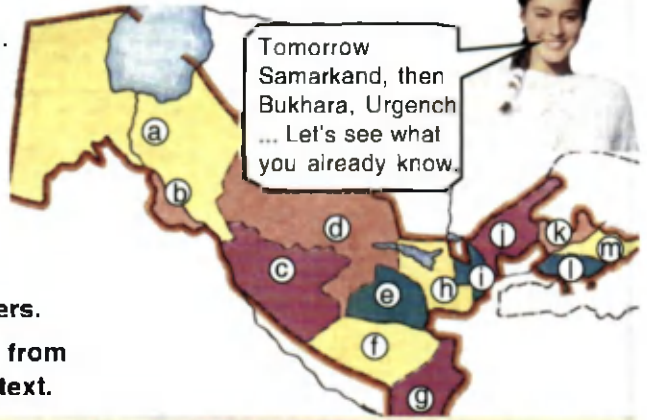 Tomorrow
Samarkand, then
Bukhara, Urgench
... Let's see what
you already know.
a
b
c
d
e
f
g
h
i
j
k
l
m
ers.
from
text.